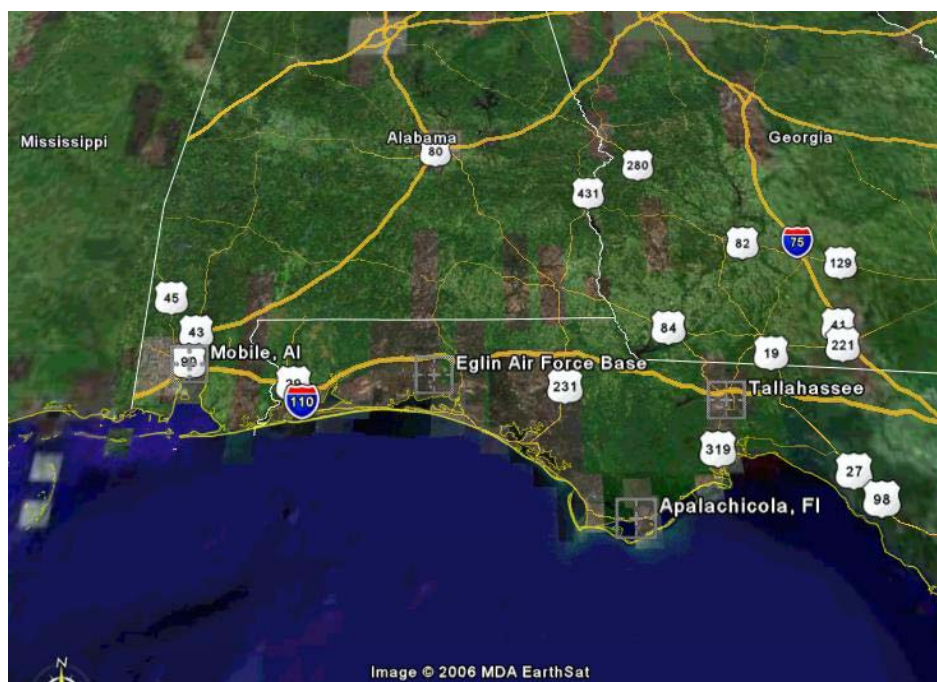 Mississippi
Alabama
Georgia
80
280
431
82
75
129
45
43
84
41
221
19
90
Mobile, Al
Eglin Air Force Base
29
110
231
Tallahassee
319
27
98
Apalachicola, Fl
N
Image © 2006 MDA EarthSat